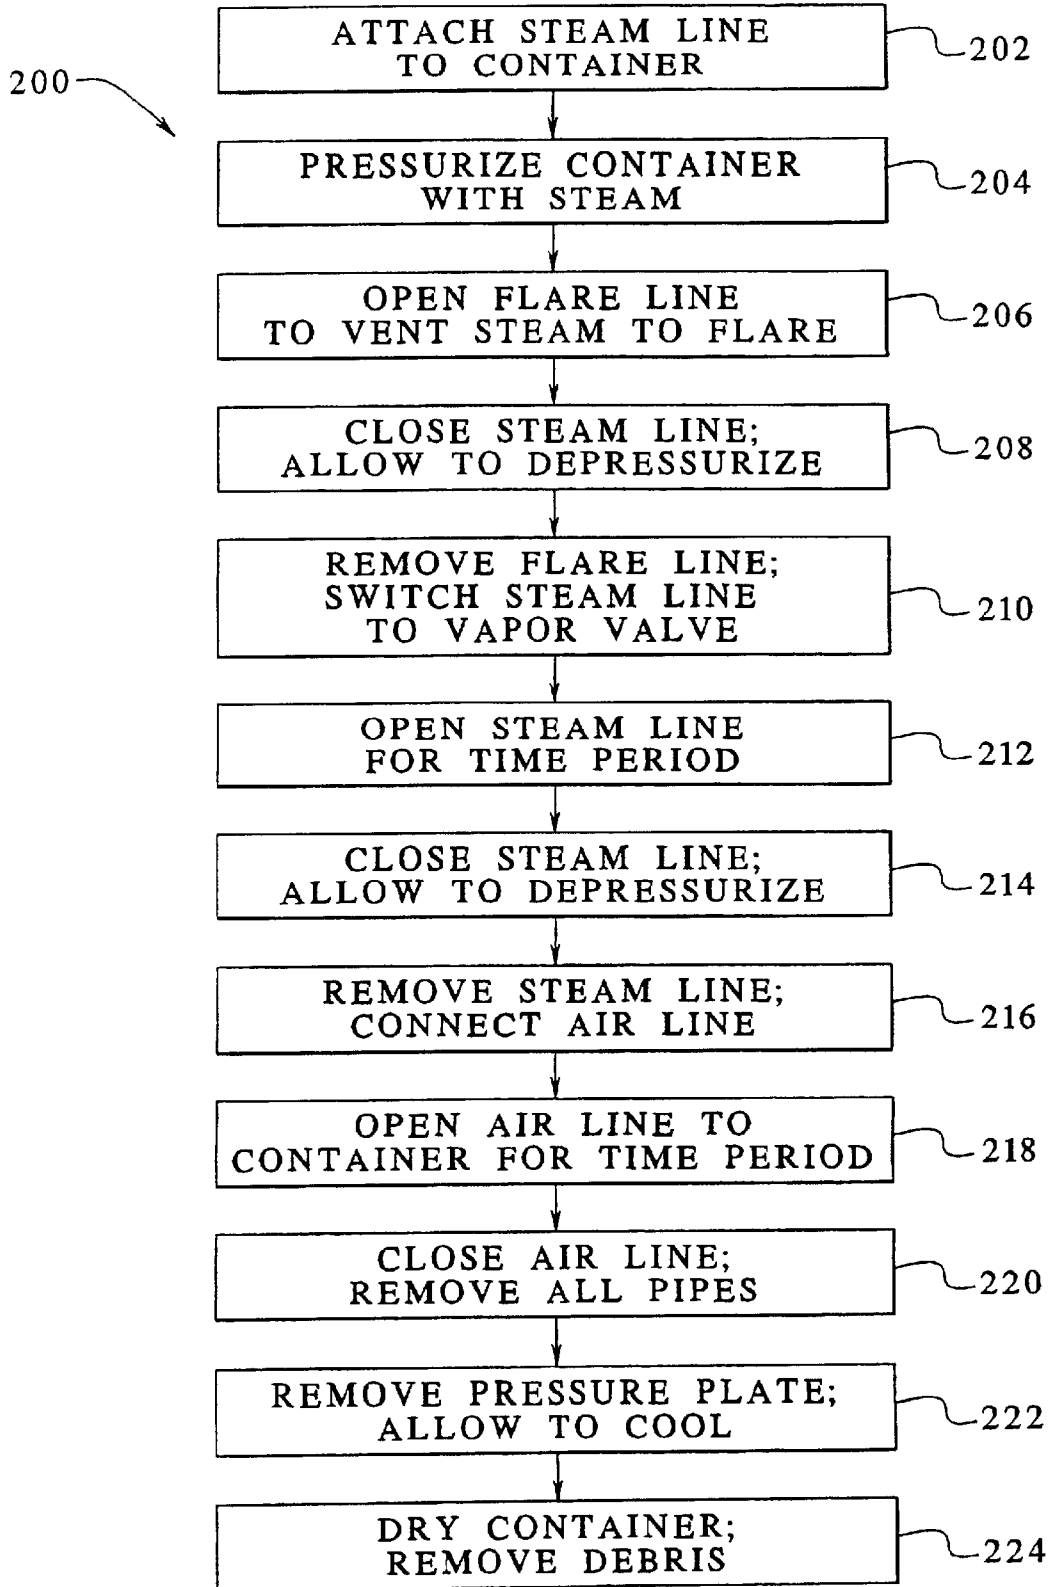 200
ATTACH STEAM LINE
TO CONTAINER
202
PRESSURIZE CONTAINER
WITH STEAM
204
OPEN FLARE LINE
TO VENT STEAM TO FLARE
206
CLOSE STEAM LINE;
ALLOW TO DEPRESSURIZE
208
REMOVE FLARE LINE;
SWITCH STEAM LINE
TO VAPOR VALVE
210
OPEN STEAM LINE
FOR TIME PERIOD
212
CLOSE STEAM LINE;
ALLOW TO DEPRESSURIZE
214
REMOVE STEAM LINE;
CONNECT AIR LINE
216
OPEN AIR LINE TO
CONTAINER FOR TIME PERIOD
218
CLOSE AIR LINE;
REMOVE ALL PIPES
220
REMOVE PRESSURE PLATE;
ALLOW TO COOL
222
DRY CONTAINER;
REMOVE DEBRIS
224